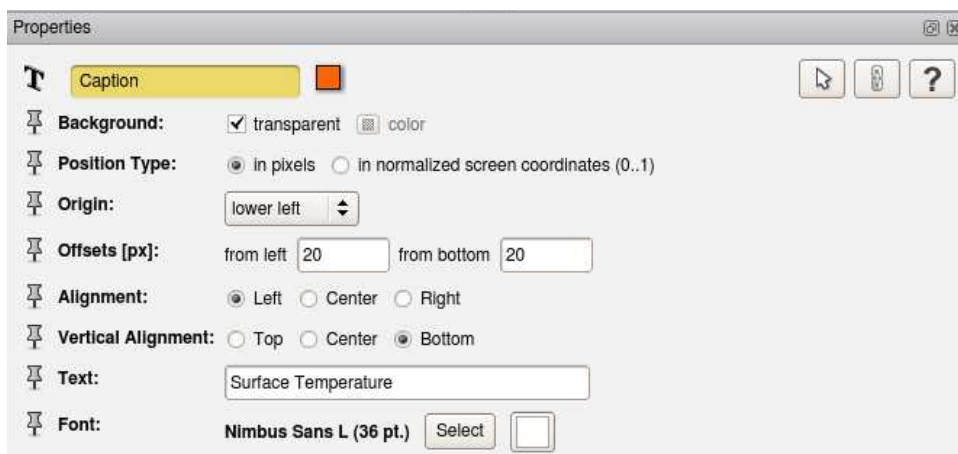 Properties
Caption
Background: transparent color
Position Type: in pixels in normalized screen coordinates (0..1)
?
Origin: lower left
Offsets [px]: from left 20 from bottom 20
Alignment: Left Center Right
Vertical Alignment: Top Center Bottom
Text: Surface Temperature
Font: Nimbus Sans L (36 pt.) Select